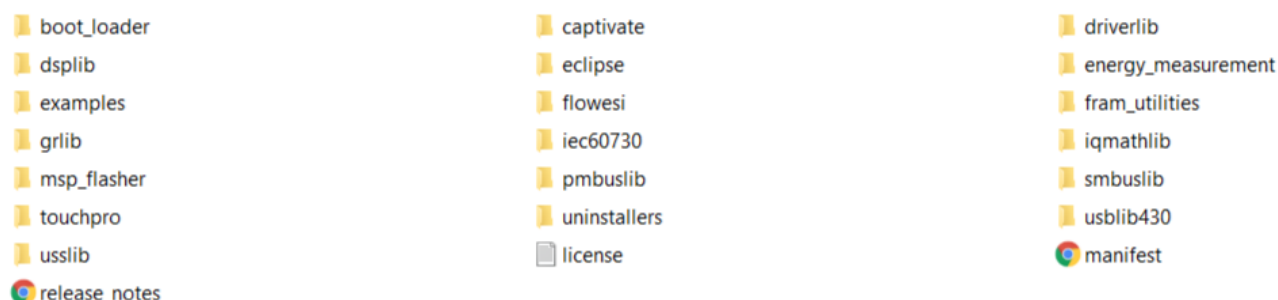 boot_loader captivate driverlib
dsplib eclipse energy_measurement
examples flowesi fram_utilities
grlib iec60730 iqmathlib
msp_flasher pmbuslib smbuslib
touchpro uninstallers usblib430
usslib license manifest
release_notes